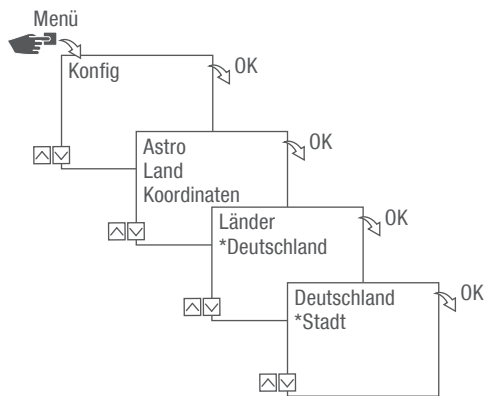 Menü
Konfig
OK
Astro
Land
Koordinaten
OK
Länder
*Deutschland
OK
Deutschland
*Stadt
OK